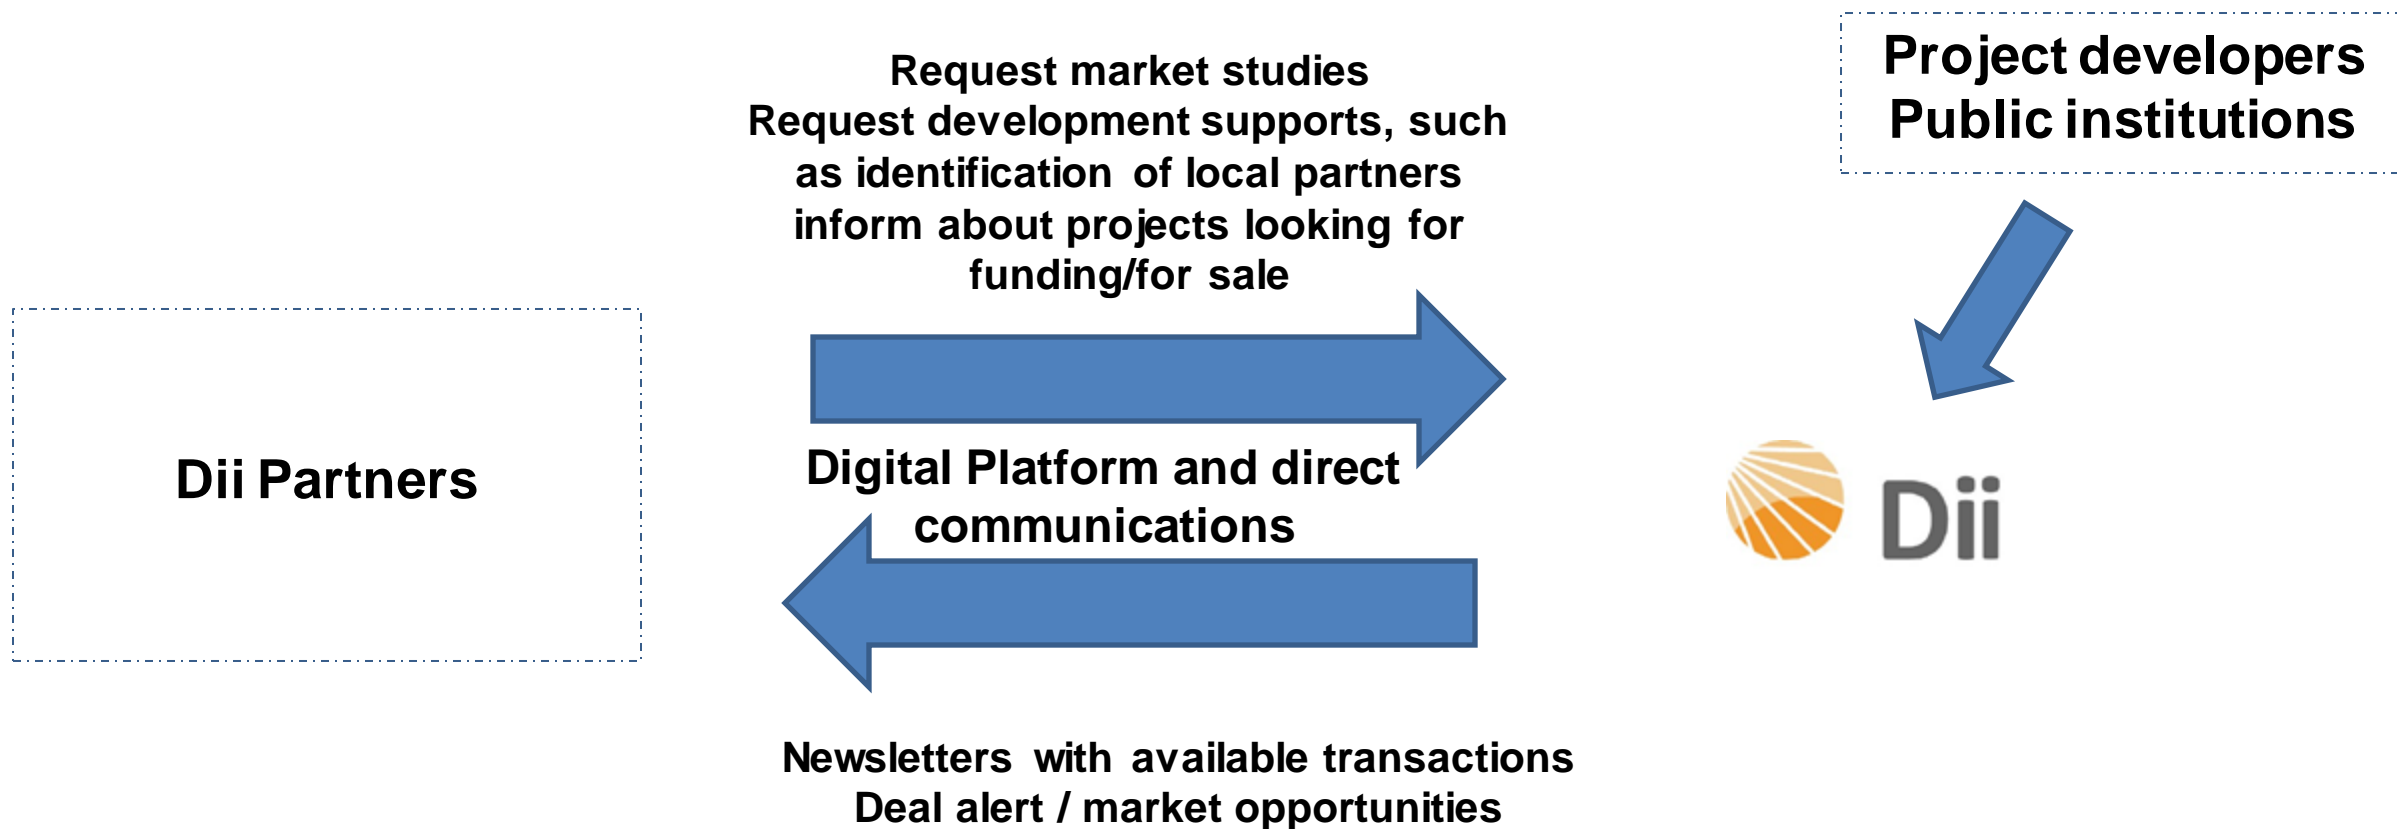 Request market studies
Request development supports, such
as identification of local partners
inform about projects looking for
funding/for sale
Project developers
Public institutions
Dii Partners
Digital Platform and direct
communications
Dii
Newsletters with available transactions
Deal alert / market opportunities